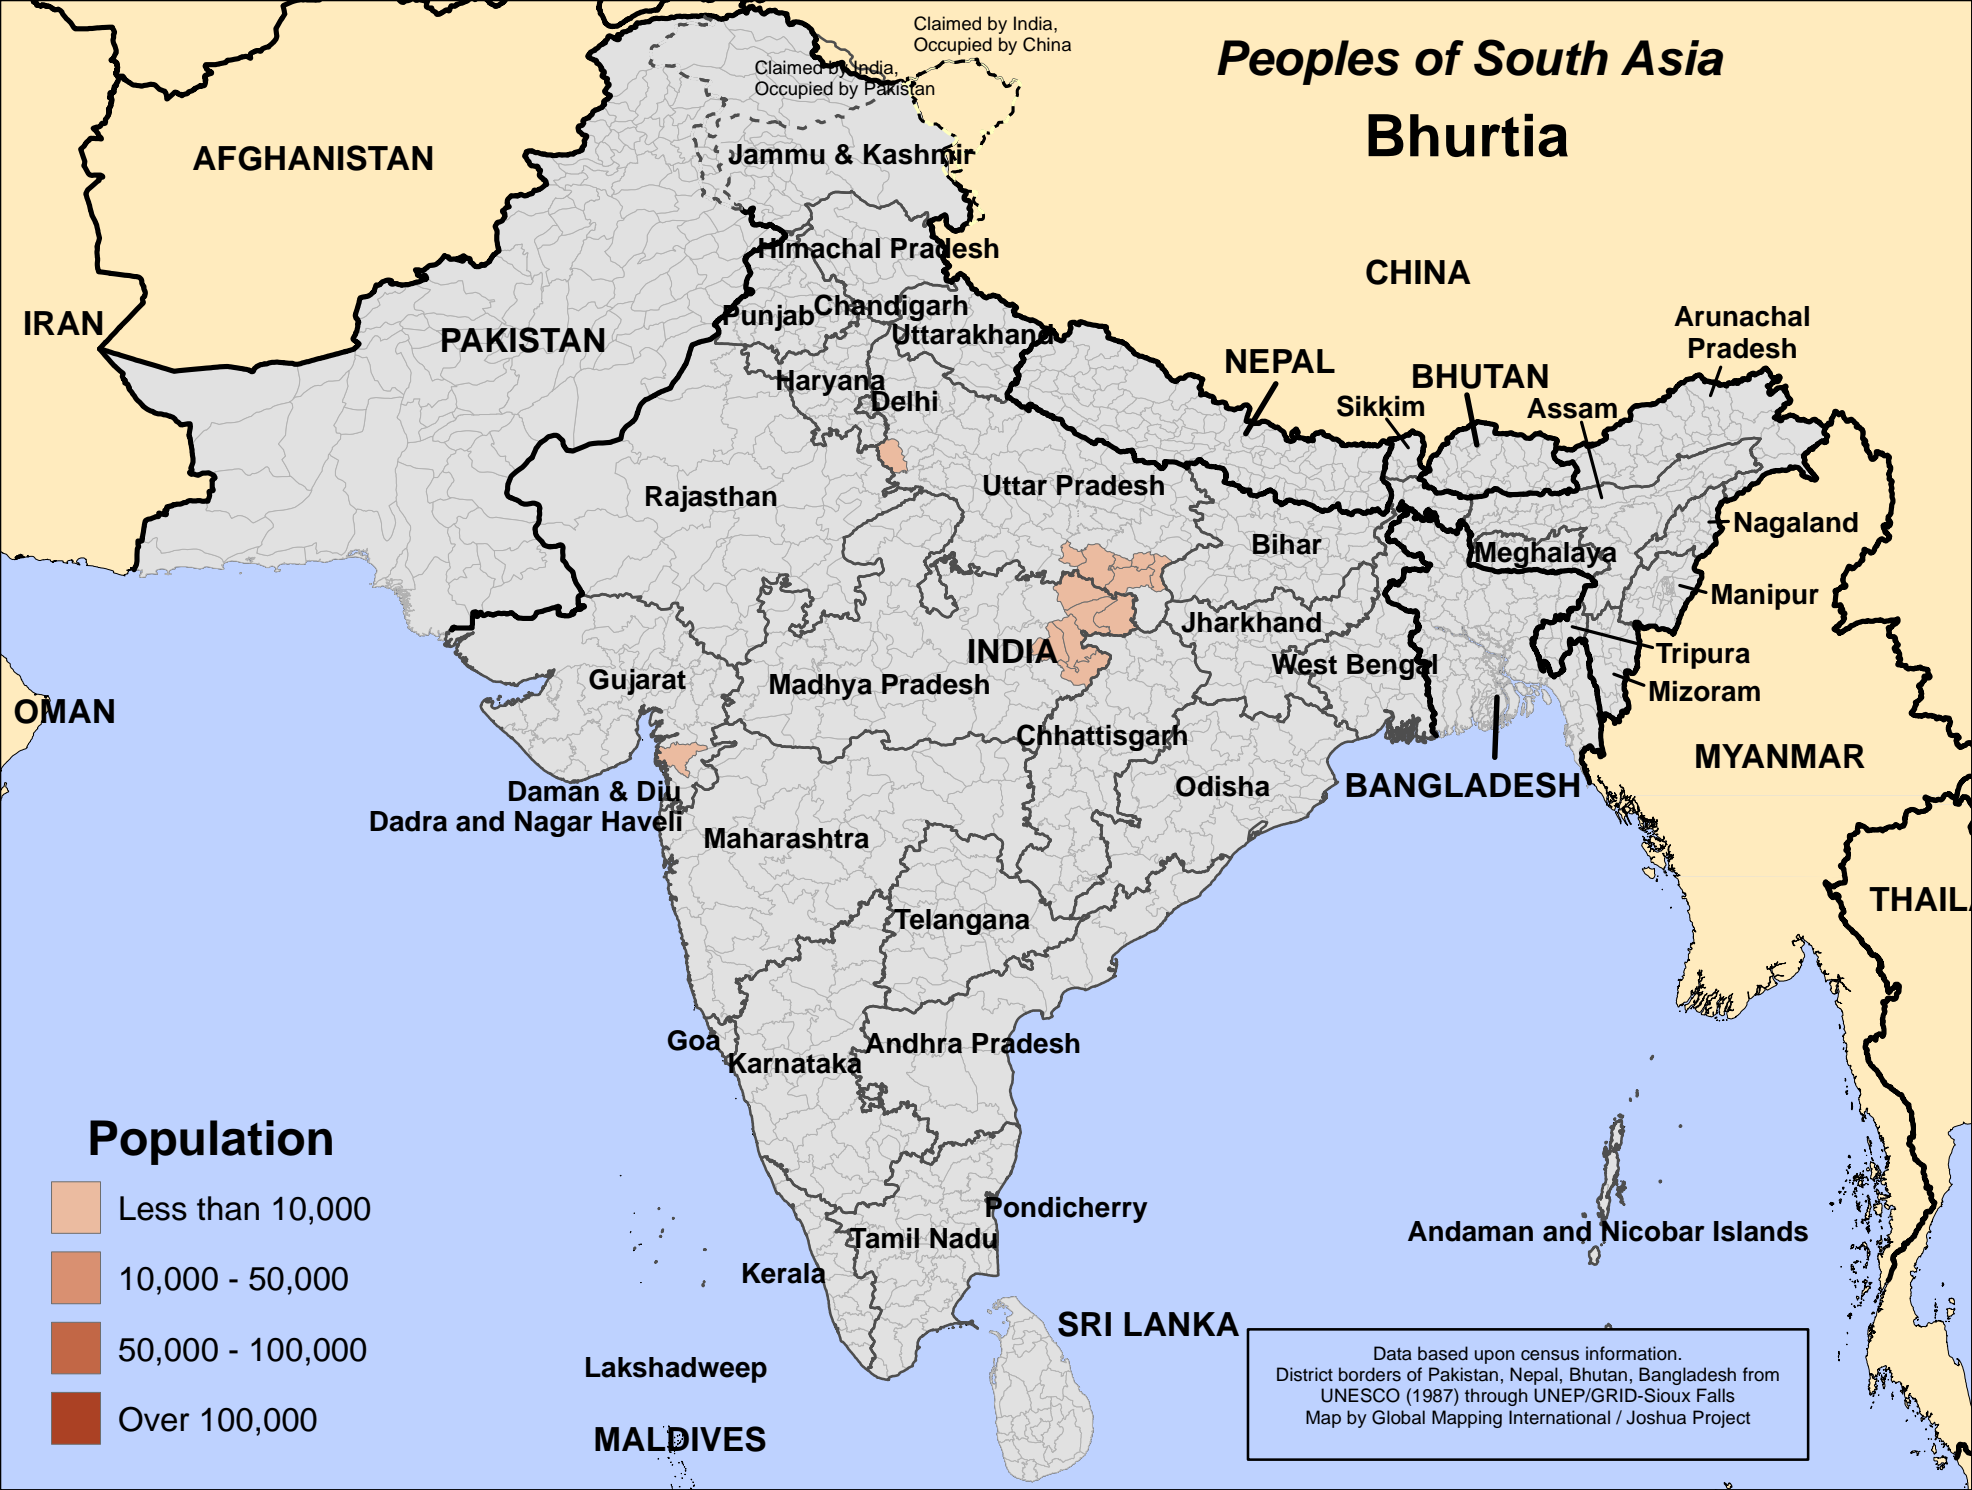 Claimed by India,
Occupied by China
Peoples of South Asia
Bhurtia
Claimed by India,
Occupied by Pakistan
AFGHANISTAN
Jammu & Kashmir
Himachal Pradesh
CHINA
IRAN
PAKISTAN
Punjab
Chandigarh
Uttarakhand
Arunachal
Pradesh
NEPAL
BHUTAN
Sikkim
Assam
Haryana
Delhi
Rajasthan
Uttar Pradesh
Bihar
Nagaland
Meghalaya
Manipur
Jharkhand
INDIA
West Bengal
Tripura
Mizoram
Gujarat
Madhya Pradesh
OMAN
Chhattisgarh
Odisha
BANGLADESH
MYANMAR
Daman & Diu
Dadra and Nagar Haveli
Maharashtra
THAIL
Telangana
Goa
Karnataka
Andhra Pradesh
Population
Less than 10,000
10,000 - 50,000
50,000 - 100,000
Over 100,000
Pondicherry
Tamil Nadu
Kerala
Andaman and Nicobar Islands
SRI LANKA
Lakshadweep
MALDIVES
Data based upon census information.
District borders of Pakistan, Nepal, Bhutan, Bangladesh from
UNESCO (1987) through UNEP/GRID-Sioux Falls
Map by Global Mapping International / Joshua Project